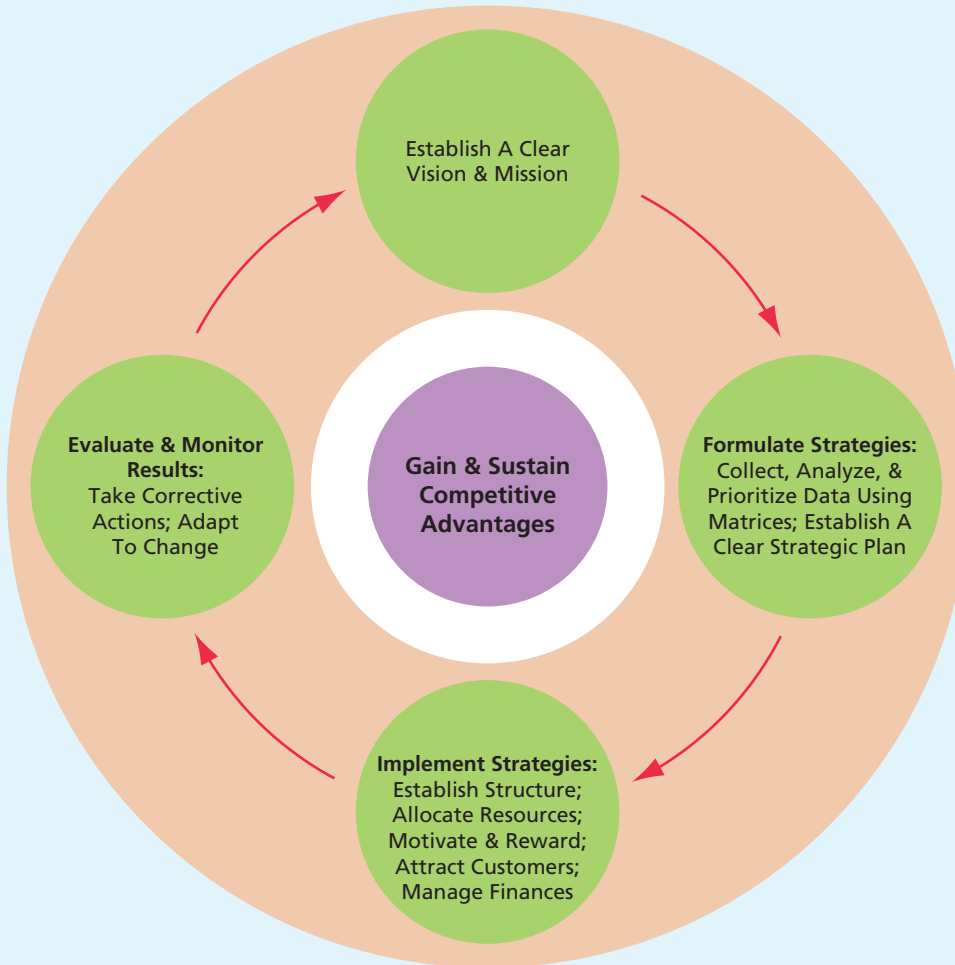 Establish A Clear
Vision & Mission
Evaluate & Monitor
Results:
Take Corrective
Actions; Adapt
To Change
Gain & Sustain
Competitive
Advantages
Formulate Strategies:
Collect, Analyze, &
Prioritize Data Using
Matrices; Establish A
Clear Strategic Plan
Implement Strategies:
Establish Structure;
Allocate Resources;
Motivate & Reward;
Attract Customers;
Manage Finances